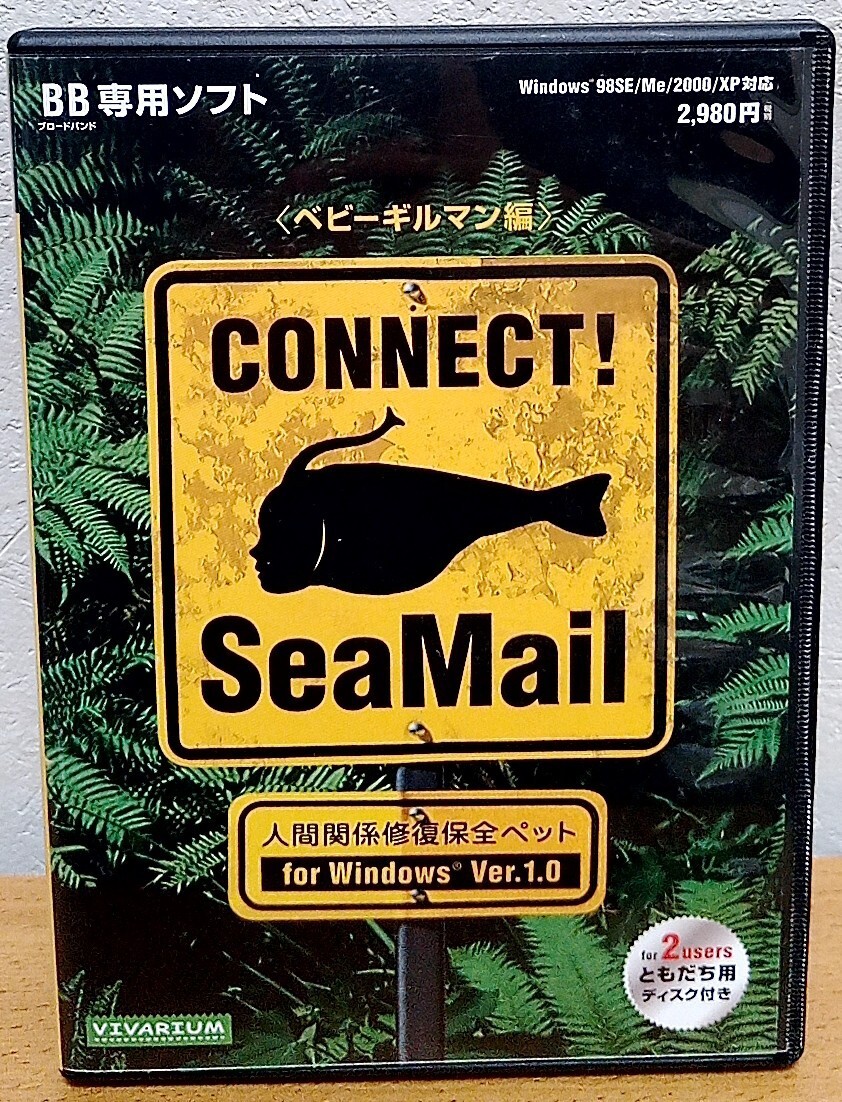 BB専用ソフト
ブロードバンド
Windows®98SE/Me/2000/XP対応
2,980円税別
〈ベビーギルマン編〉
CONNECT!
SeaMail
人間関係修復保全ペット
for Windows® Ver.1.0
for 2users
ともだち用
ディスク付き
VIVARIUM